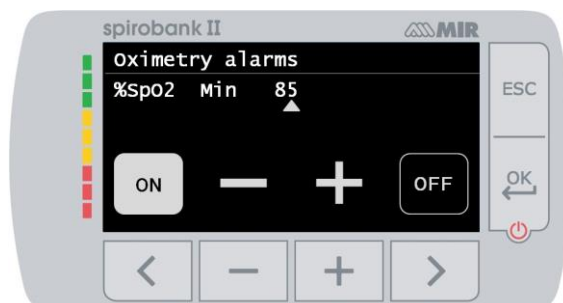 spirobank II MIR
Oximetry alarms
%SpO2 Min 85
ESC
ON − + OFF
OK
< − + >